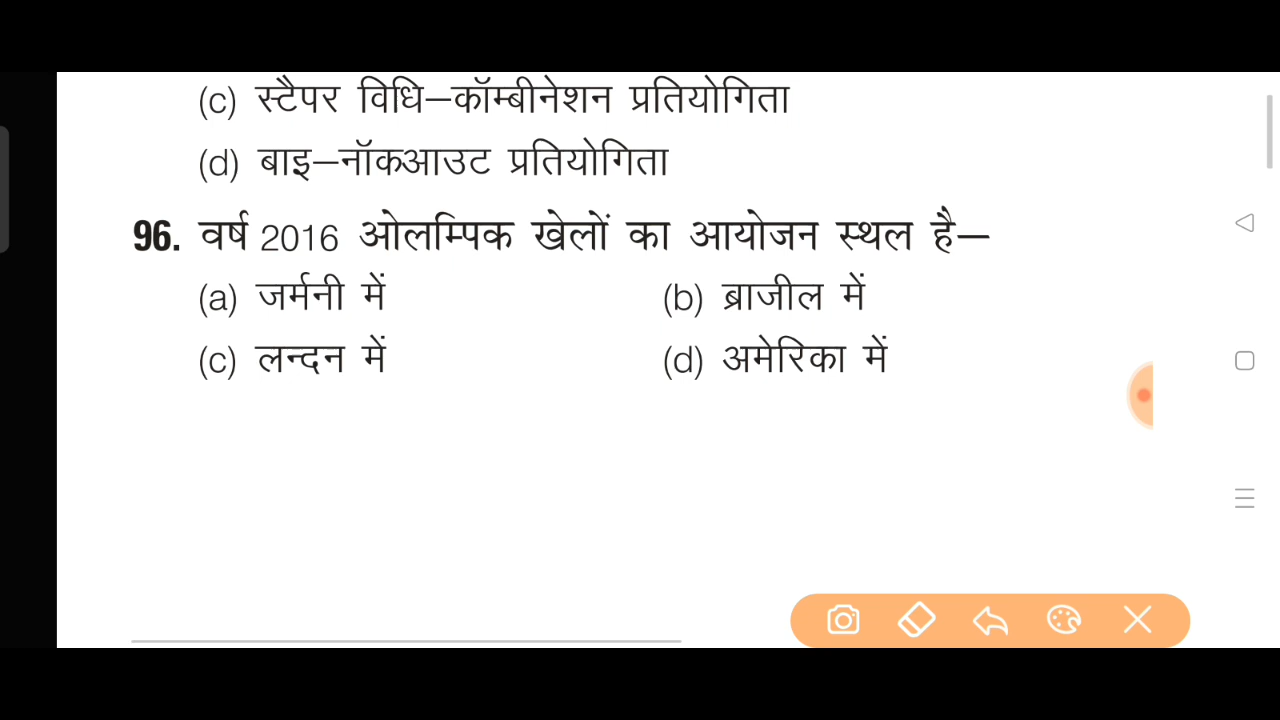 (c) स्टैपर विधि–कॉम्बीनेशन प्रतियोगिता
(d) बाइ–नॉकआउट प्रतियोगिता
96. वर्ष 2016 ओलम्पिक खेलों का आयोजन स्थल है–
(a) जर्मनी में (b) ब्राजील में
(c) लन्दन में (d) अमेरिका में